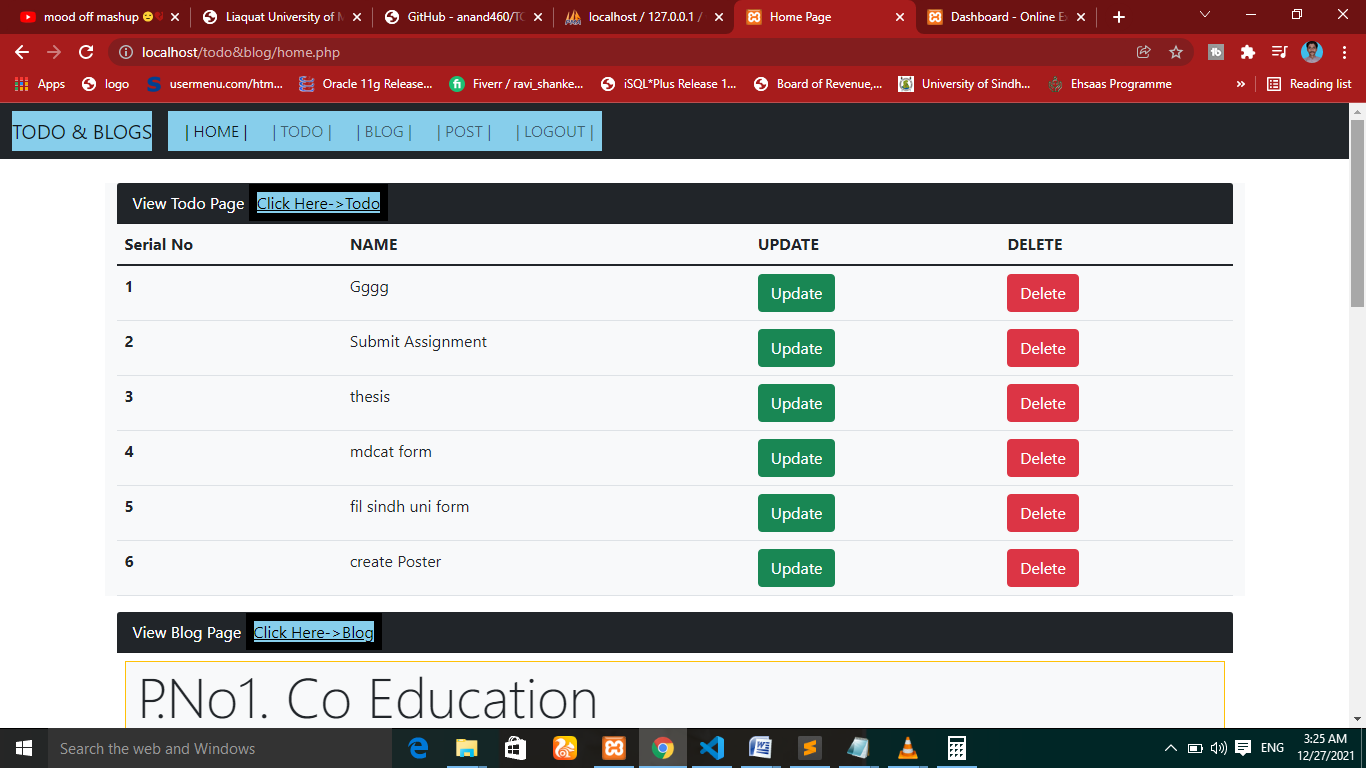 mood off mashup
Liaquat University of M
GitHub - anand460/TO
localhost / 127.0.0.1 /
Home Page
Dashboard - Online E
localhost/todo&blog/home.php
Apps
logo
usermenu.com/htm...
Oracle 11g Release...
Fiverr / ravi_shanke...
iSQL*Plus Release 1...
Board of Revenue,...
University of Sindh...
Ehsaas Programme
»
Reading list
TODO & BLOGS | HOME | | TODO | | BLOG | | POST | | LOGOUT |
View Todo Page Click Here->Todo
Serial No NAME UPDATE DELETE
1 Gggg Update Delete
2 Submit Assignment Update Delete
3 thesis Update Delete
4 mdcat form Update Delete
5 fil sindh uni form Update Delete
6 create Poster Update Delete
View Blog Page Click Here->Blog
P.No1. Co Education
Search the web and Windows
ENG
3:25 AM
12/27/2021